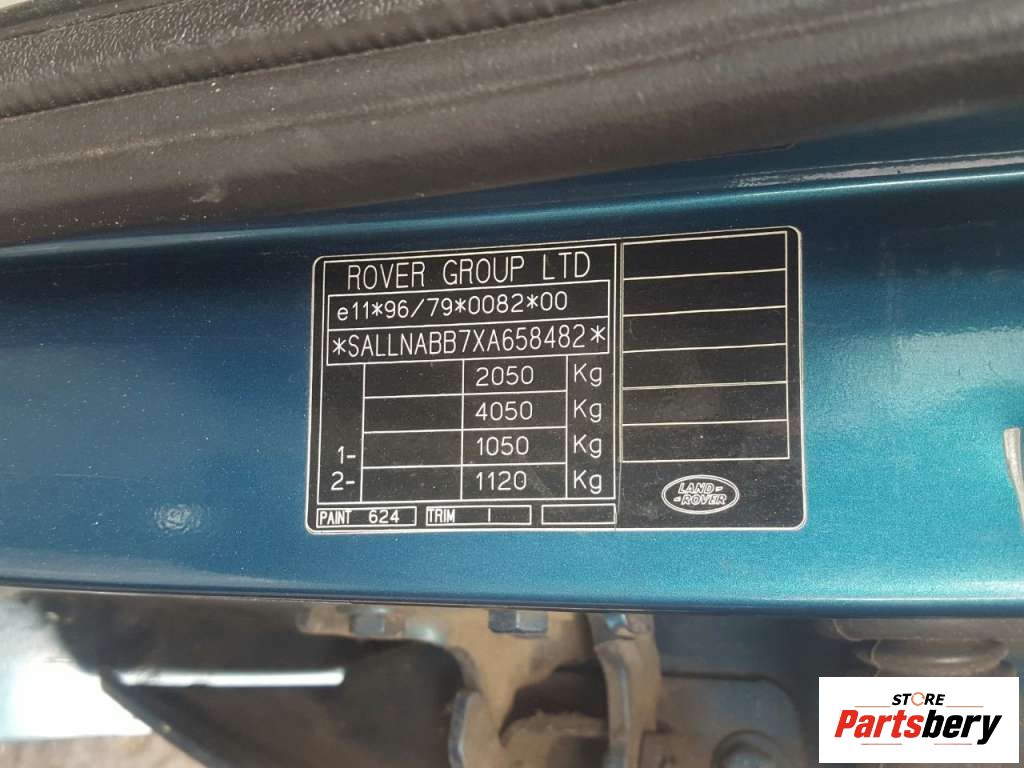 ROVER GROUP LTD
e11*96/79*0082*00
*SALLNABB7XA658482*
2050 Kg
4050 Kg
1- 1050 Kg
2- 1120 Kg
PAINT 624 TRIM I
LAND-
-ROVER
STORE
Partsbery